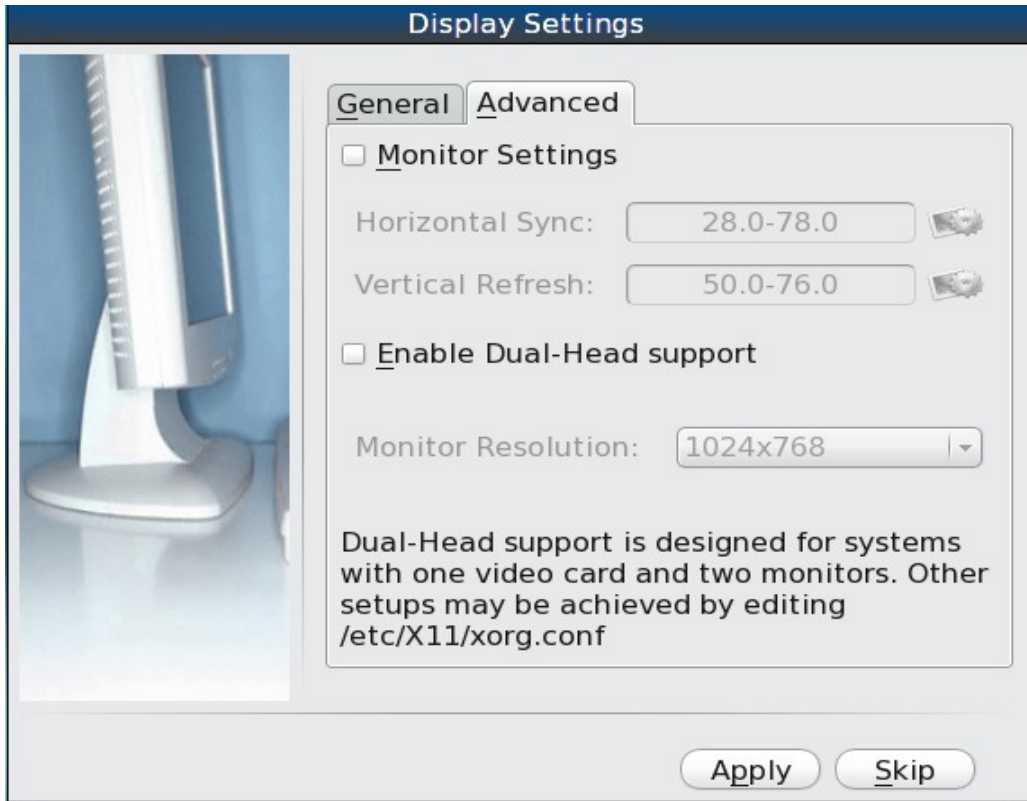 Display Settings
General Advanced
Monitor Settings
Horizontal Sync: 28.0-78.0
Vertical Refresh: 50.0-76.0
Enable Dual-Head support
Monitor Resolution: 1024x768
Dual-Head support is designed for systems
with one video card and two monitors. Other
setups may be achieved by editing
/etc/X11/xorg.conf
Apply Skip